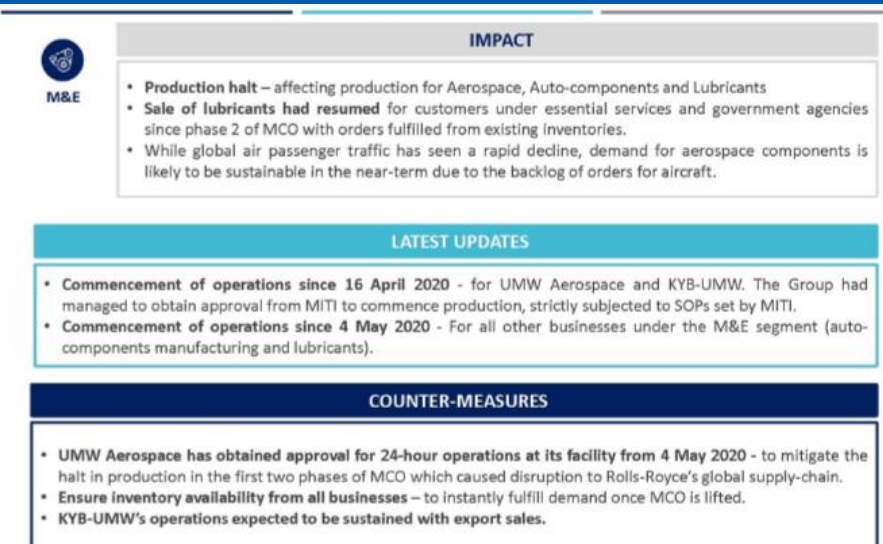 IMPACT
M&E
• Production halt – affecting production for Aerospace, Auto-components and Lubricants
• Sale of lubricants had resumed for customers under essential services and government agencies
since phase 2 of MCO with orders fulfilled from existing inventories.
• While global air passenger traffic has seen a rapid decline, demand for aerospace components is
likely to be sustainable in the near-term due to the backlog of orders for aircraft.
LATEST UPDATES
• Commencement of operations since 16 April 2020 - for UMW Aerospace and KYB-UMW. The Group had
managed to obtain approval from MITI to commence production, strictly subjected to SOPs set by MITI.
• Commencement of operations since 4 May 2020 - For all other businesses under the M&E segment (auto-
components manufacturing and lubricants).
COUNTER-MEASURES
• UMW Aerospace has obtained approval for 24-hour operations at its facility from 4 May 2020 - to mitigate the
halt in production in the first two phases of MCO which caused disruption to Rolls-Royce's global supply-chain.
• Ensure inventory availability from all businesses – to instantly fulfill demand once MCO is lifted.
• KYB-UMW's operations expected to be sustained with export sales.